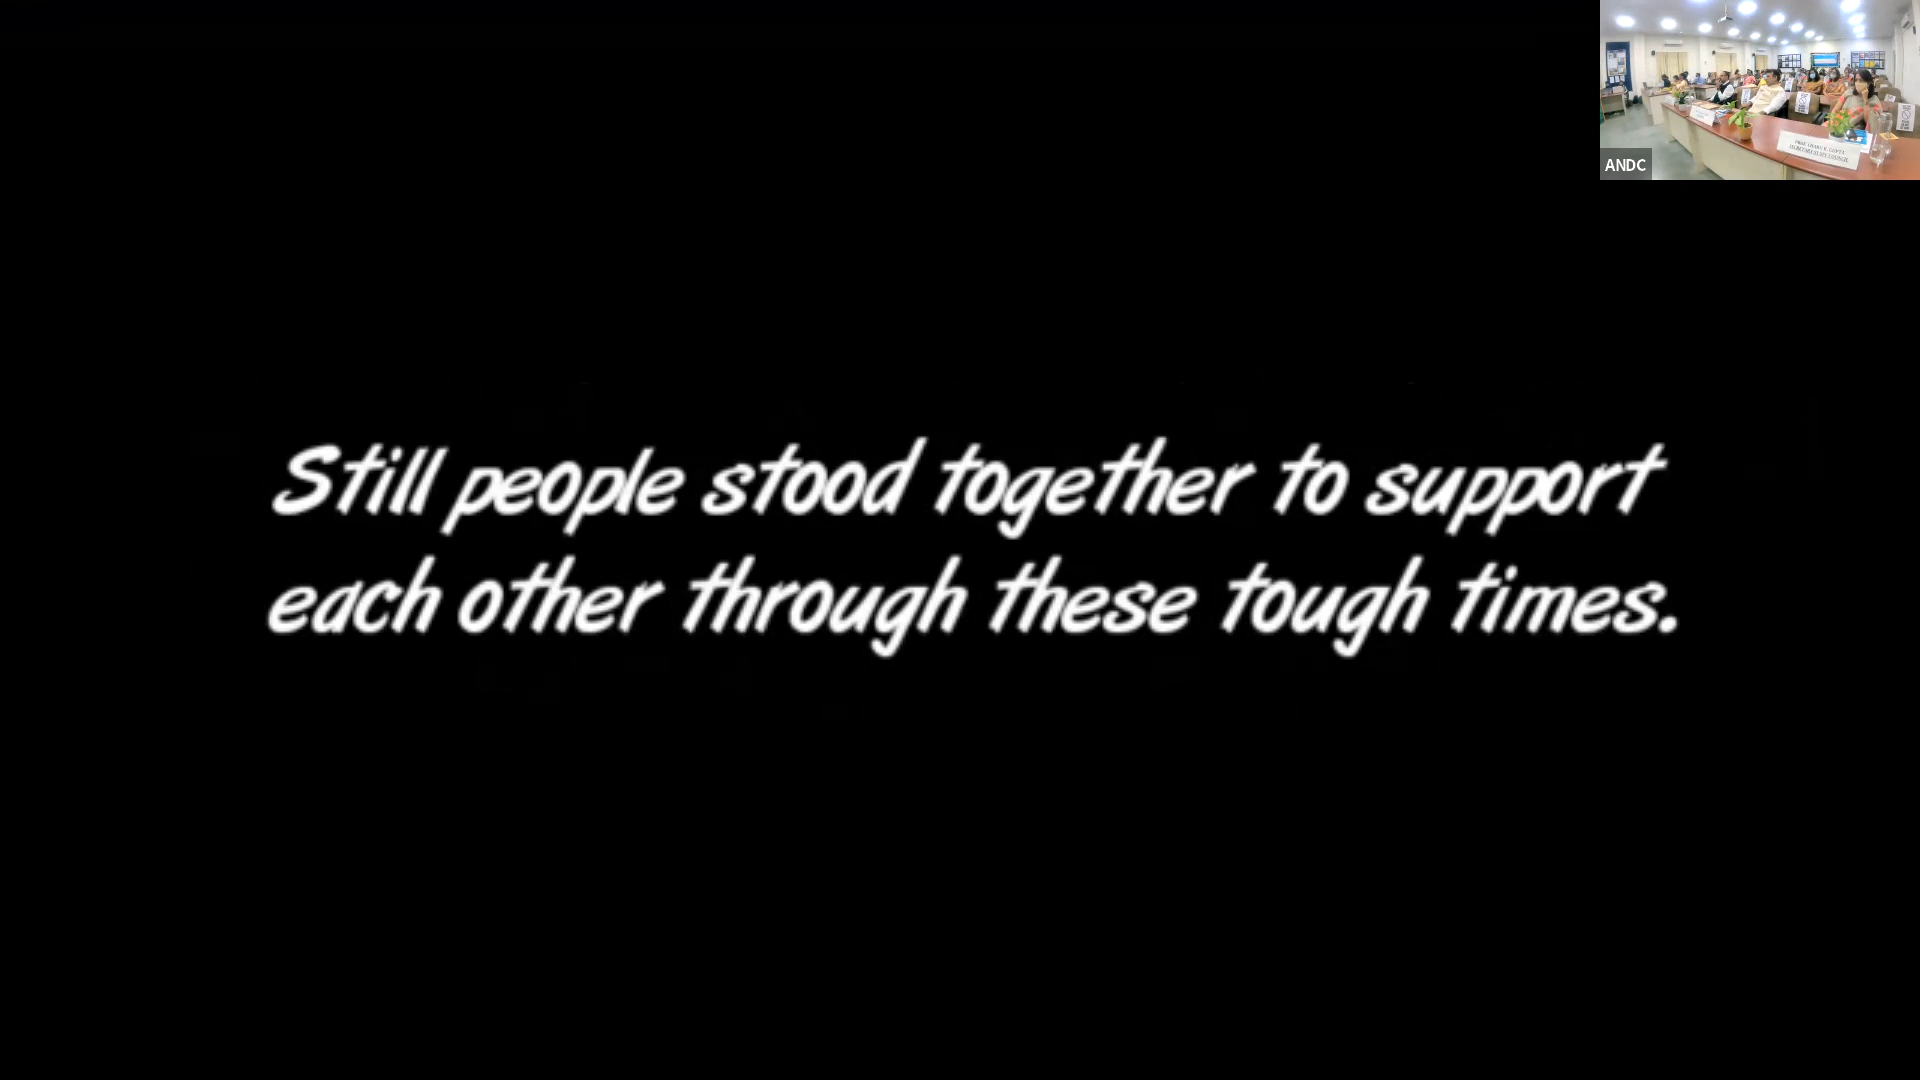 Still people stood together to support
each other through these tough times.
ANDC